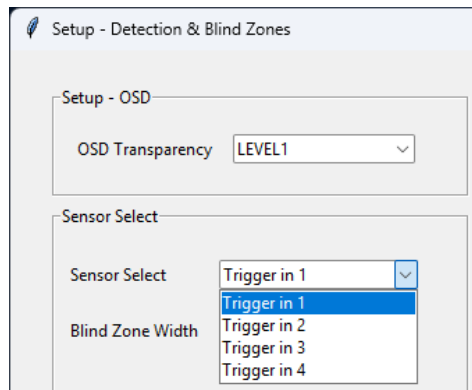 Setup - Detection & Blind Zones
Setup - OSD
OSD Transparency LEVEL1
Sensor Select
Sensor Select Trigger in 1
Trigger in 1
Blind Zone Width Trigger in 2
Trigger in 3
Trigger in 4